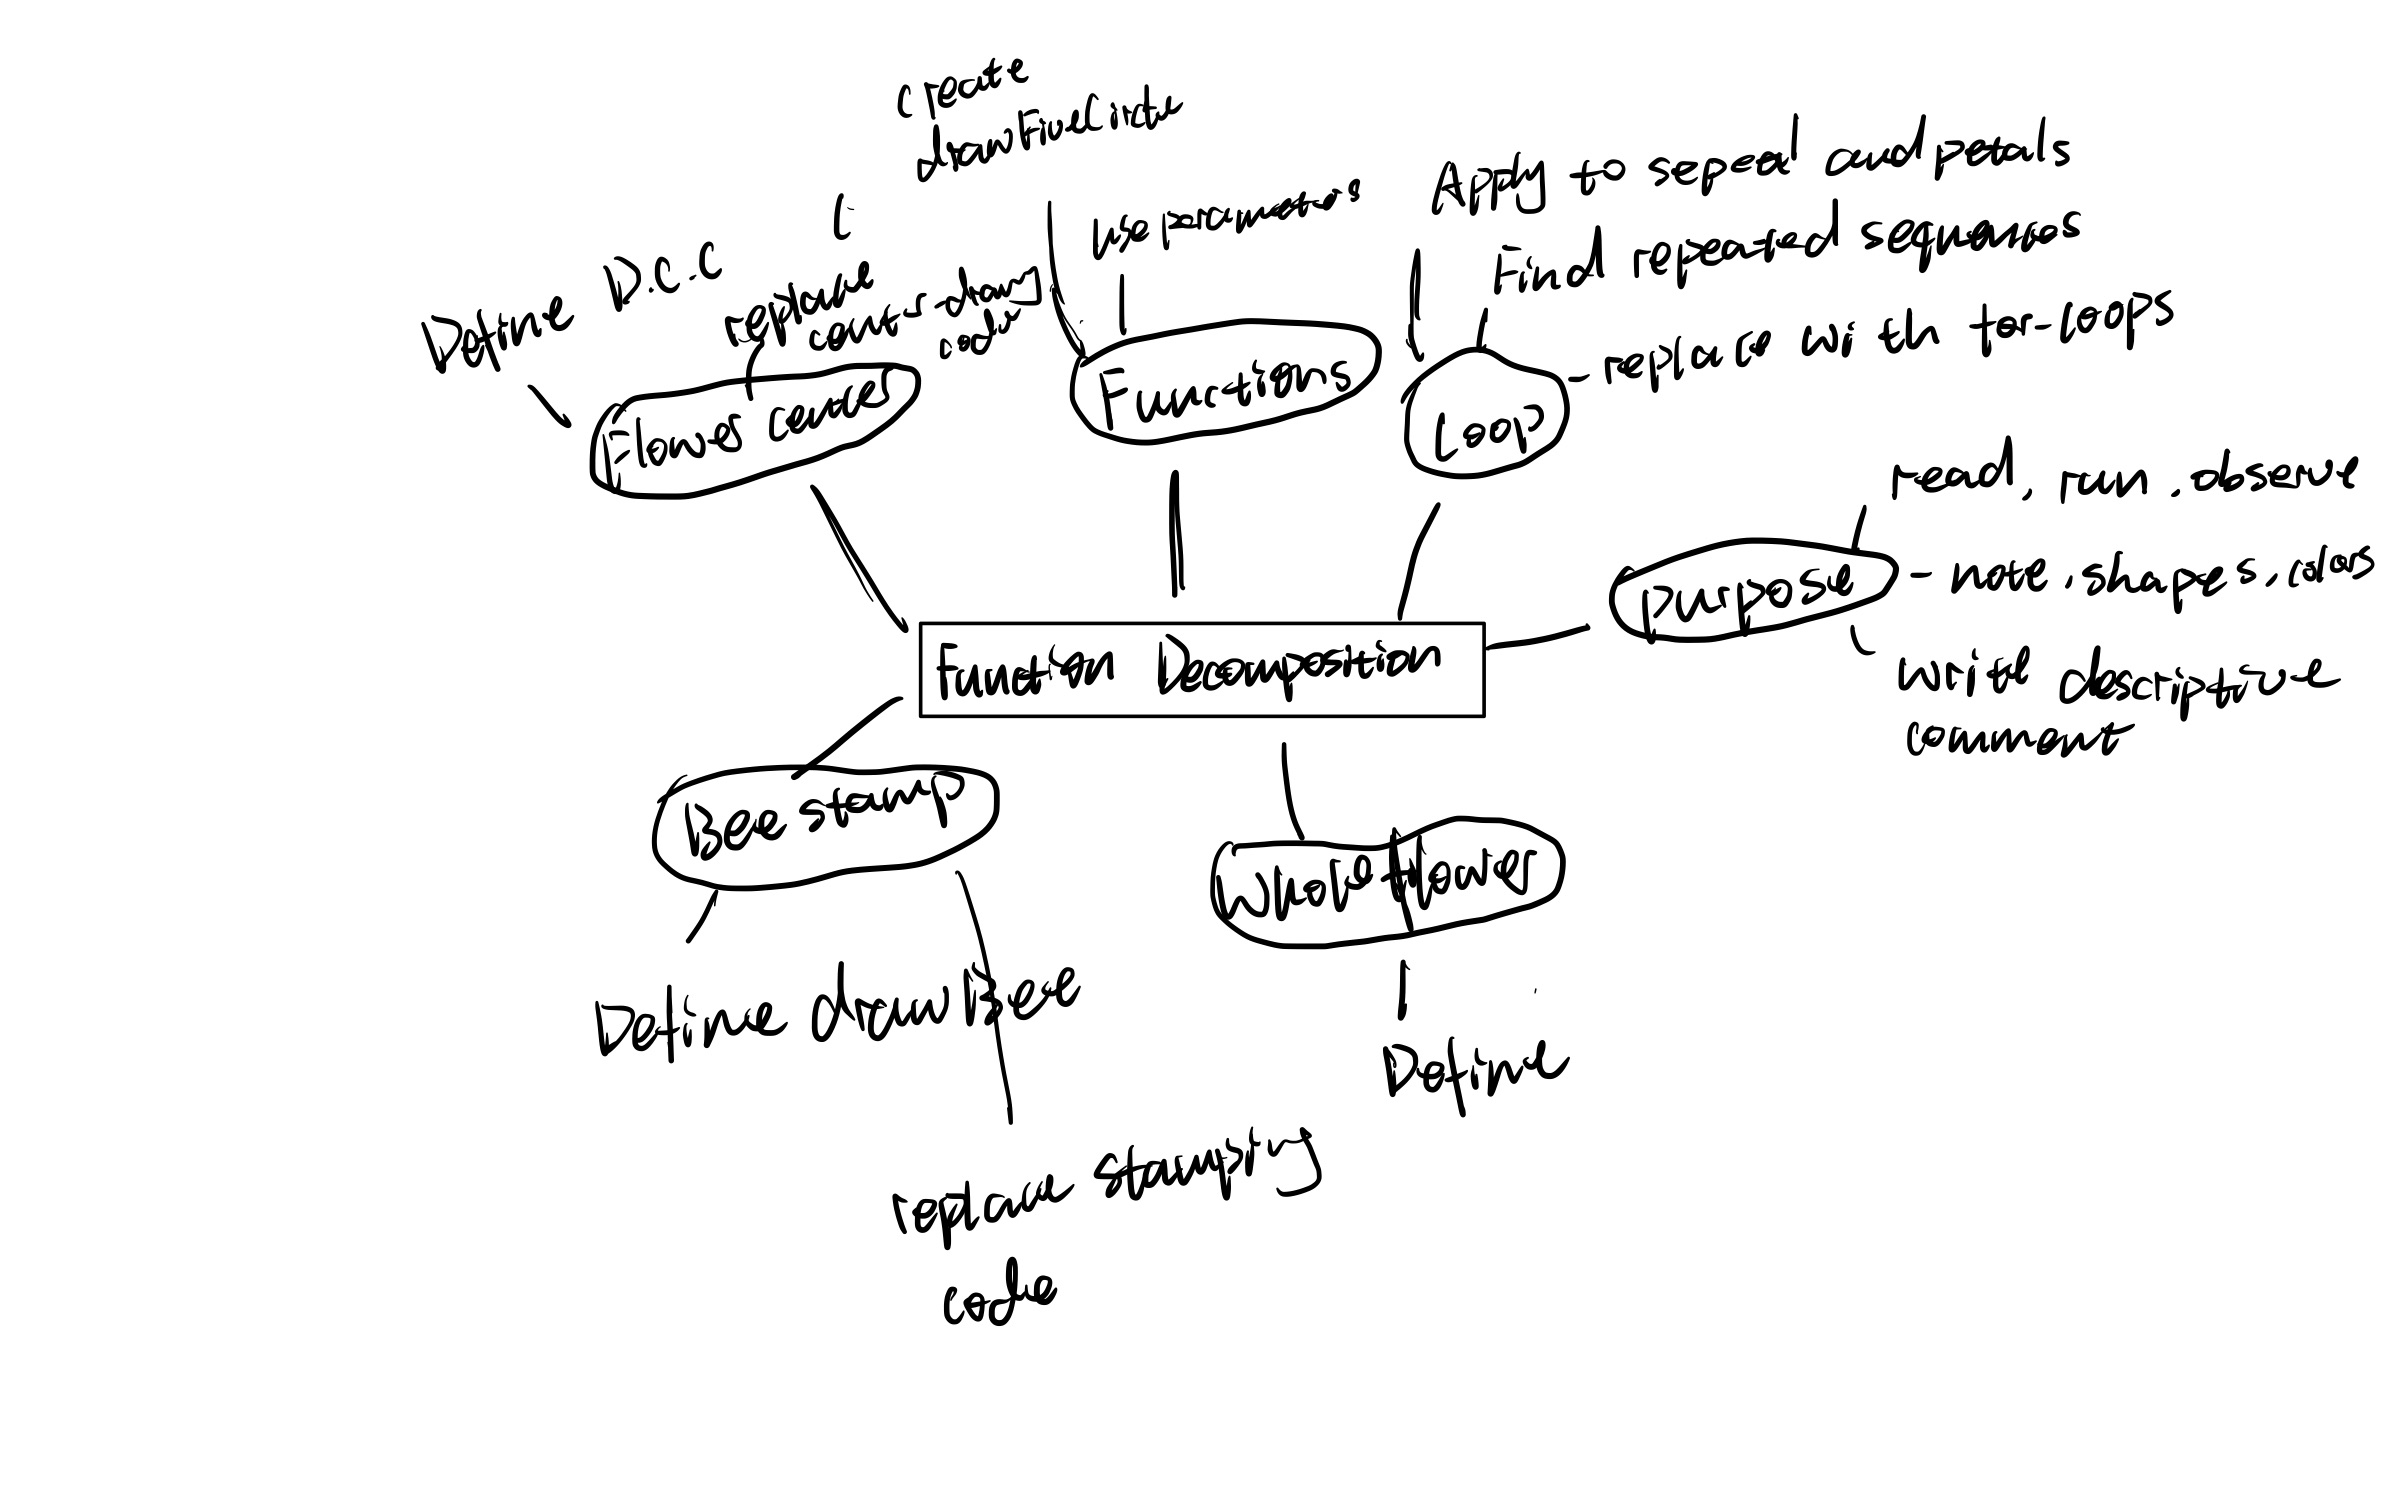 create
drawFiveCircle
Use parameters
Apply to sepal and petals
Find repeated sequences
replace with for-loops
Define D.C.C
replace
center-drawing
code
Flower center
Functions
Loop
read, run, observe
Purpose
- note, shapes, colos
write descriptive
comment
Function Decomposition
Bee stamp
Whole flower
Define drawBee
Define
replace stamping
code